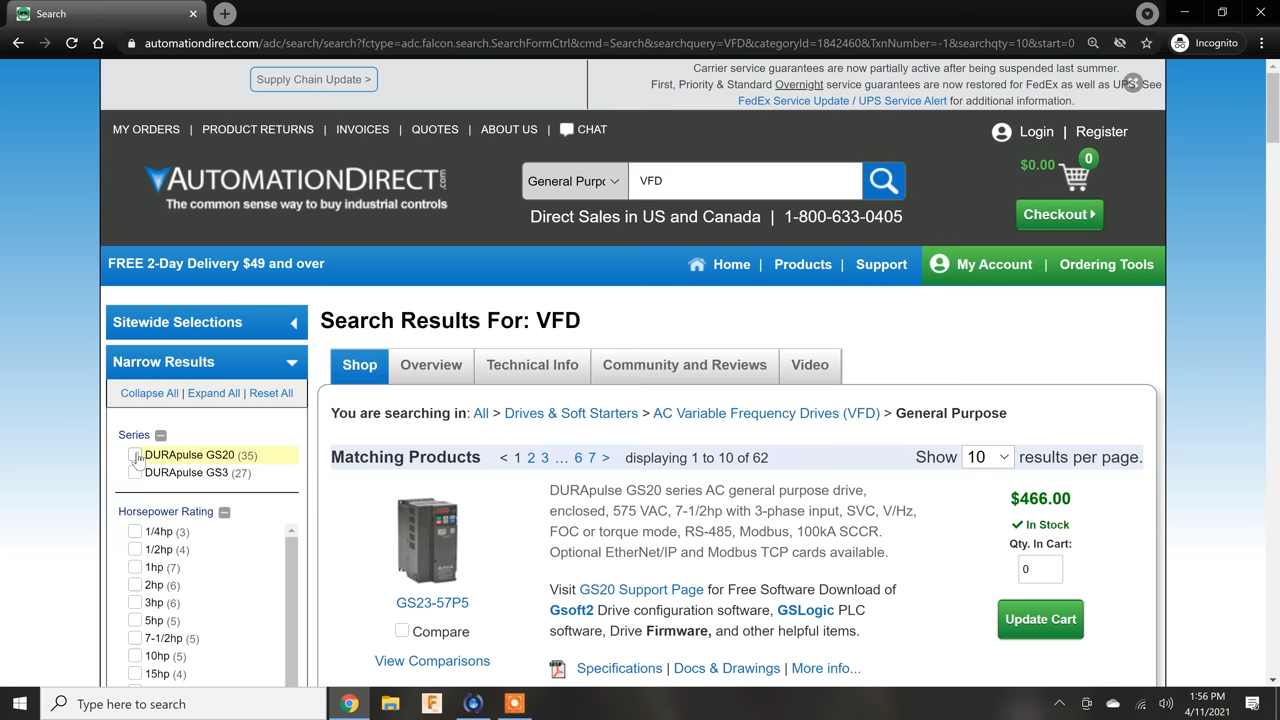 Search
automationdirect.com/adc/search/search?fctype=adc.falcon.search.SearchFormCtrl&cmd=Search&searchquery=VFD&categoryId=1842460&TxnNumber=-1&searchqty=10&start=0
Incognito
Supply Chain Update >
Carrier service guarantees are now partially active after being suspended last summer.
First, Priority & Standard Overnight service guarantees are now restored for FedEx as well as UPS. See
FedEx Service Update / UPS Service Alert for additional information.
MY ORDERS | PRODUCT RETURNS | INVOICES | QUOTES | ABOUT US | CHAT
Login | Register
AUTOMATIONDIRECT
The common sense way to buy industrial controls
General Purpo
VFD
$0.00
0
Direct Sales in US and Canada | 1-800-633-0405
Checkout
FREE 2-Day Delivery $49 and over
Home | Products | Support
My Account | Ordering Tools
Sitewide Selections
Narrow Results
Collapse All | Expand All | Reset All
Series
DURApulse GS20 (35)
DURApulse GS3 (27)
Horsepower Rating
1/4hp (3)
1/2hp (4)
1hp (7)
2hp (6)
3hp (6)
5hp (5)
7-1/2hp (5)
10hp (5)
15hp (4)
Search Results For: VFD
Shop
Overview
Technical Info
Community and Reviews
Video
You are searching in: All > Drives & Soft Starters > AC Variable Frequency Drives (VFD) > General Purpose
Matching Products < 1 2 3 ... 6 7 > displaying 1 to 10 of 62
Show 10 results per page.
GS23-57P5
Compare
View Comparisons
DURApulse GS20 series AC general purpose drive,
enclosed, 575 VAC, 7-1/2hp with 3-phase input, SVC, V/Hz,
FOC or torque mode, RS-485, Modbus, 100kA SCCR.
Optional EtherNet/IP and Modbus TCP cards available.
Visit GS20 Support Page for Free Software Download of
Gsoft2 Drive configuration software, GSLogic PLC
software, Drive Firmware, and other helpful items.
Specifications | Docs & Drawings | More info...
$466.00
In Stock
Qty. In Cart:
0
Update Cart
Type here to search
1:56 PM
4/11/2021